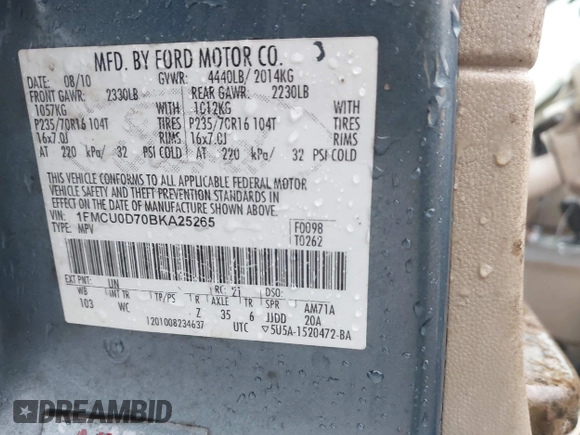 MFD. BY FORD MOTOR CO.
DATE: 08/10 GVWR: 4440LB/ 2014KG
FRONT GAWR: 2330LB REAR GAWR: 2230LB
1057KG WITH 1012KG WITH
P235/70R16 104T TIRES P235/70R16 104T TIRES
16x7.0J RIMS 16x7.0J RIMS
AT 220 kPa/ 32 PSI COLD AT 220 kPa/ 32 PSI COLD
THIS VEHICLE CONFORMS TO ALL APPLICABLE FEDERAL MOTOR
VEHICLE SAFETY AND THEFT PREVENTION STANDARDS IN
EFFECT ON THE DATE OF MANUFACTURE SHOWN ABOVE.
VIN: 1FMCU0D70BKA25265
TYPE: MPV
F0098
T0262
EXT PNT: UN RC: 21 DSO:
WB INT TR TP/PS R AXLE TR SPR AM71A
103 WC Z 35 6 JJDD 20A
1201008234637 UTC ▽5U5A-1520472-BA
DREAMBID